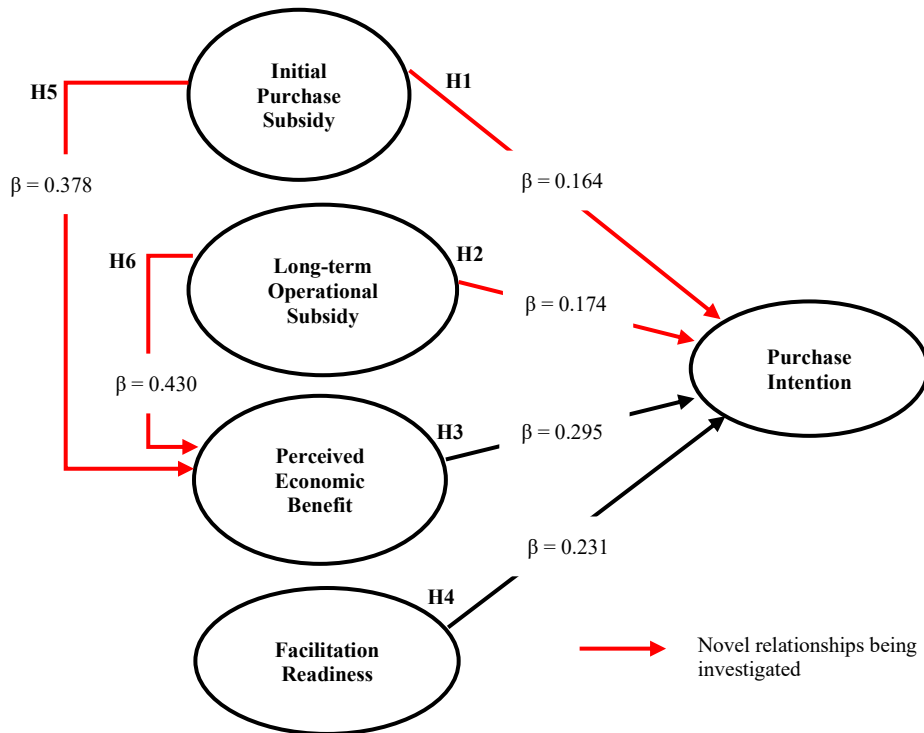 Initial
Purchase
Subsidy
H1
H5
β = 0.378
β = 0.164
H6
Long-term
Operational
Subsidy
H2
β = 0.174
Purchase
Intention
β = 0.430
Perceived
Economic
Benefit
H3
β = 0.295
β = 0.231
H4
Facilitation
Readiness
Novel relationships being
investigated